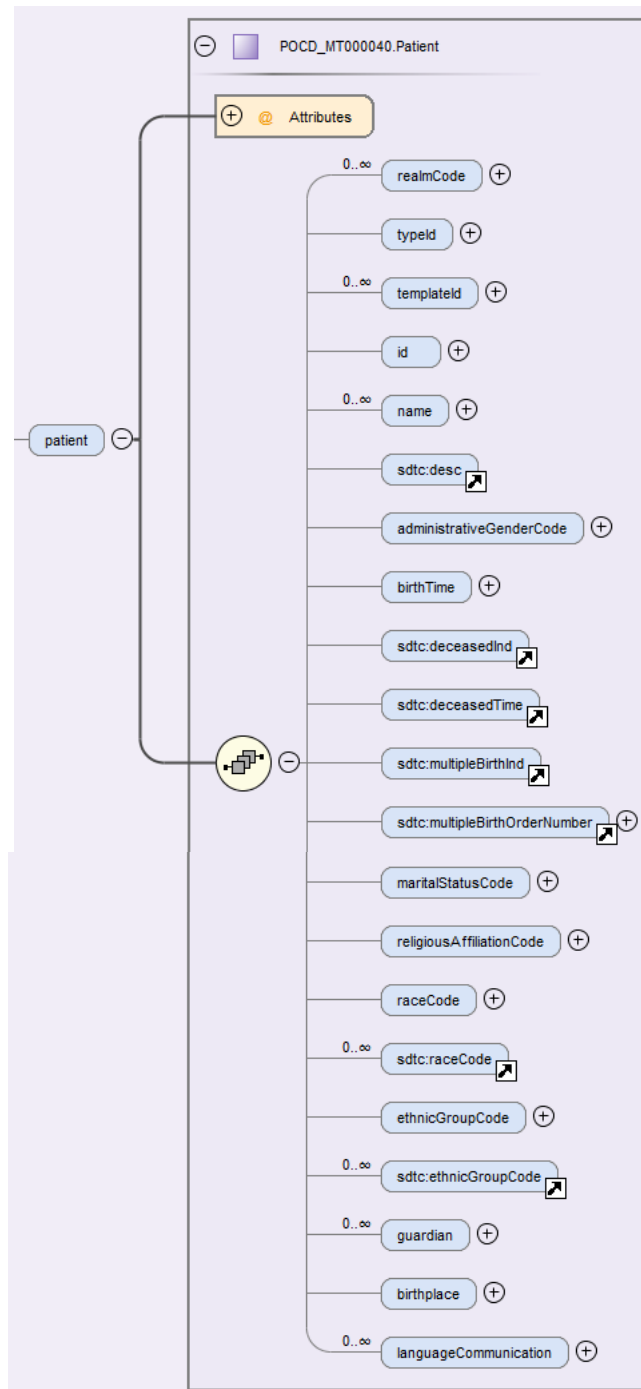 POCD_MT000040.Patient
@ Attributes
0..∞
realmCode
typeId
0..∞
templateId
id
0..∞
name
patient
sdtc:desc
administrativeGenderCode
birthTime
sdtc:deceasedInd
sdtc:deceasedTime
sdtc:multipleBirthInd
sdtc:multipleBirthOrderNumber
maritalStatusCode
religiousAffiliationCode
raceCode
0..∞
sdtc:raceCode
ethnicGroupCode
0..∞
sdtc:ethnicGroupCode
0..∞
guardian
birthplace
0..∞
languageCommunication